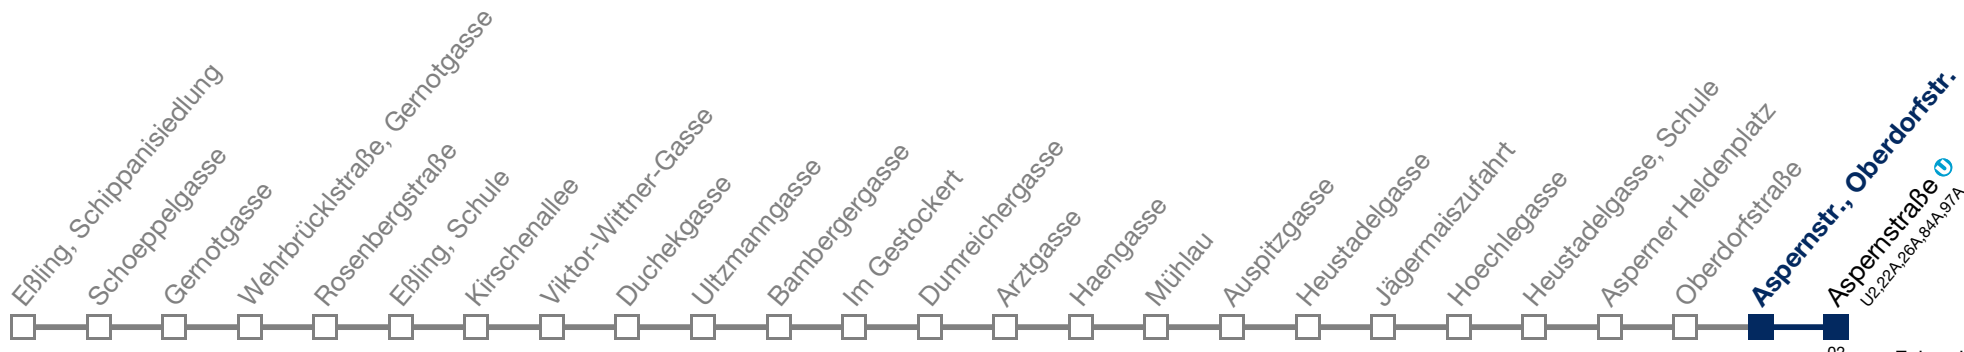 Eßling, Schippanisiedlung
Schoeppelgasse
Gernotgasse
Wehrbrücklstraße, Gernotgasse
Rosenbergstraße
Eßling, Schule
Kirschenallee
Viktor-Wittner-Gasse
Duchekgasse
Ultzmanngasse
Bambergergasse
Im Gestockert
Dumreichergasse
Arztgasse
Haengasse
Mühlau
Auspitzgasse
Heustadelgasse
Jägermaiszufahrt
Hoechlegasse
Heustadelgasse, Schule
Asperner Heldenplatz
Oberdorfstraße
Aspernstr., Oberdorfstr.
Aspernstraße U
U2,22A,26A,84A,97A